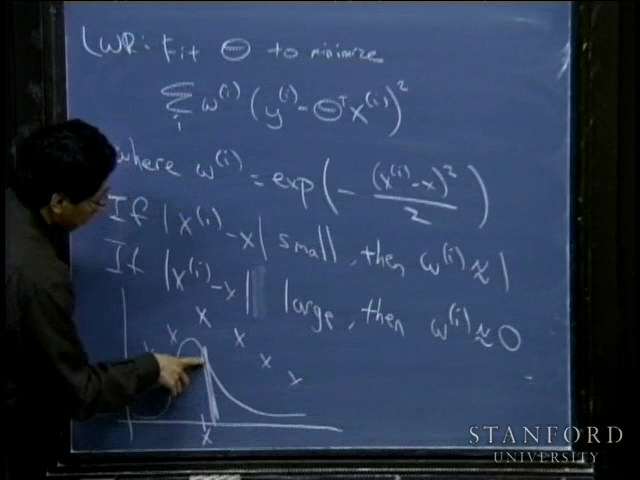 LWR: Fit Θ to minimize
Σ_i w^(i) (y^(i) - Θ^T x^(i))^2
where w^(i) = exp(- (x^(i) - x)^2 / 2)
If |x^(i) - x| small, then w^(i) ≈ 1
If |x^(i) - x| large, then w^(i) ≈ 0
x
STANFORD
UNIVERSITY